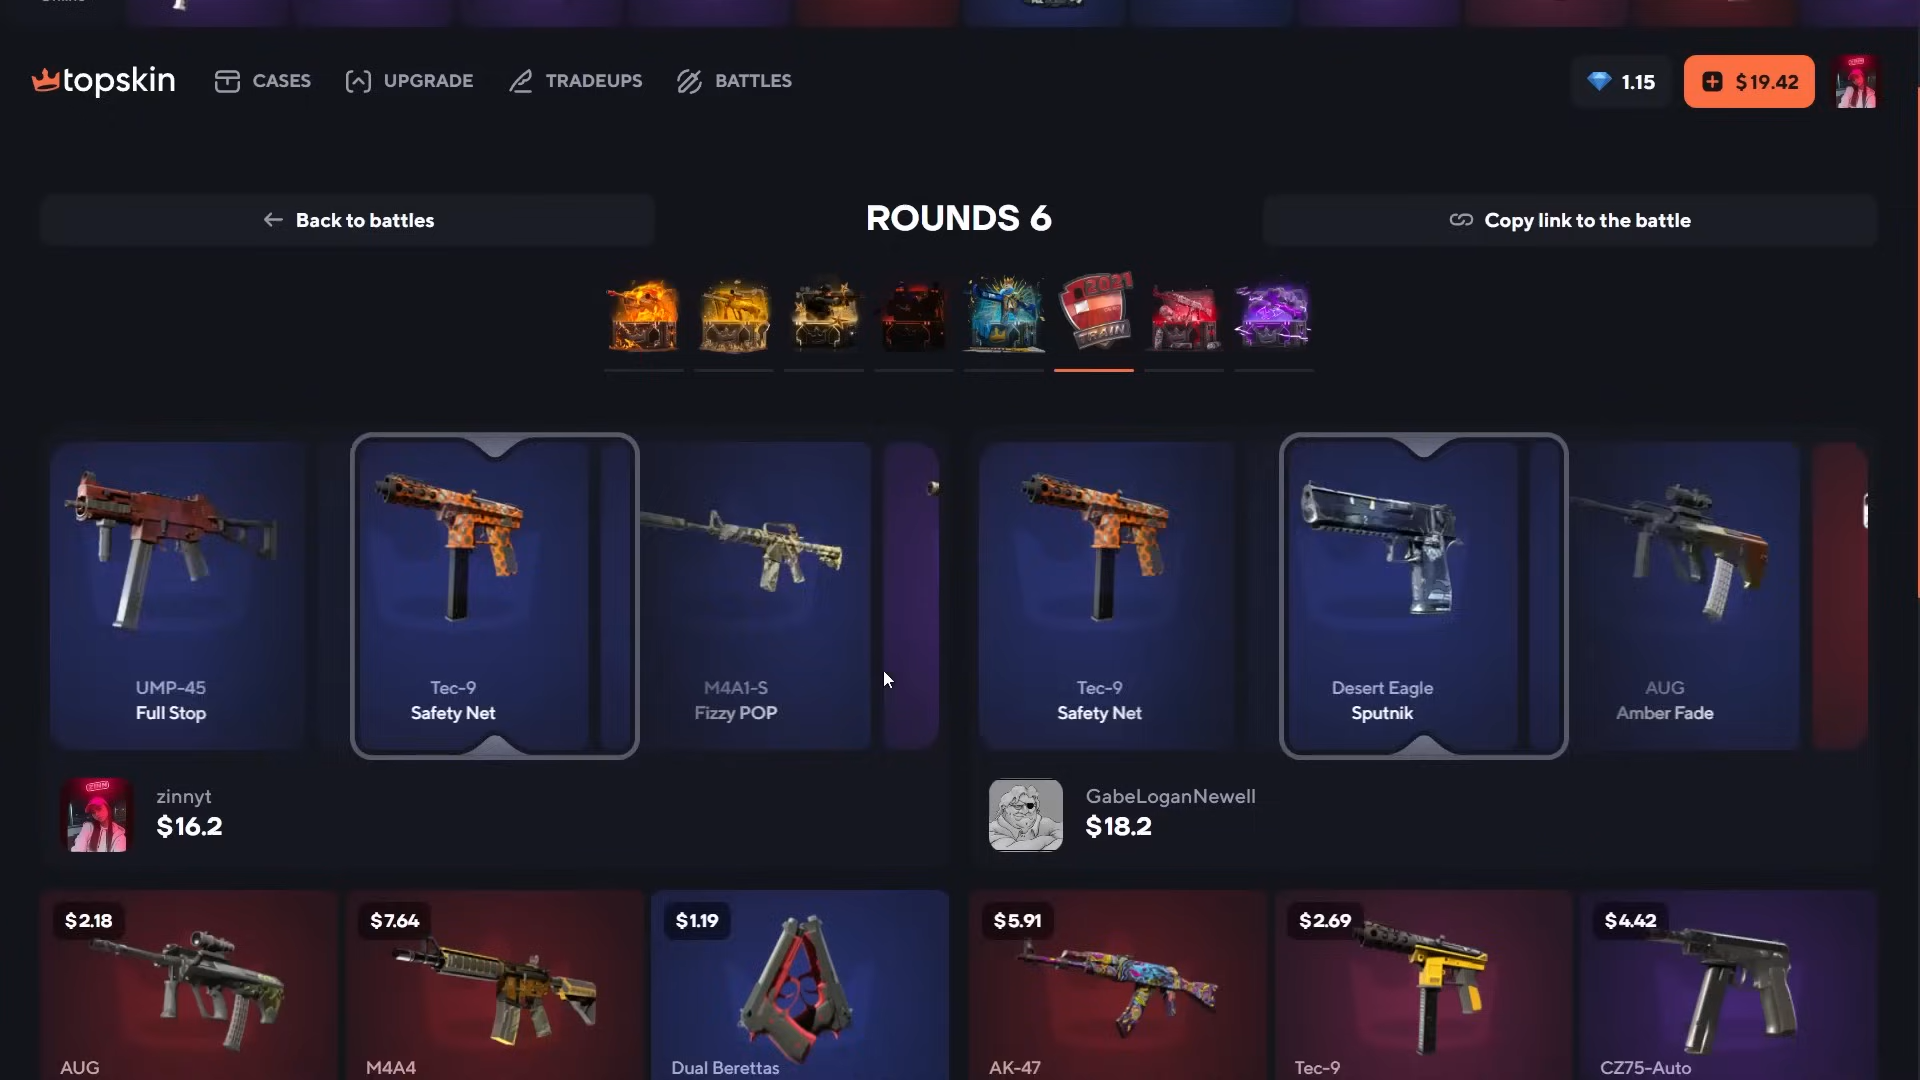 topskin
CASES
UPGRADE
TRADEUPS
BATTLES
1.15
$19.42
Back to battles
ROUNDS 6
Copy link to the battle
2021
TRAIN
UMP-45
Full Stop
Tec-9
Safety Net
M4A1-S
Fizzy POP
Tec-9
Safety Net
Desert Eagle
Sputnik
AUG
Amber Fade
zinnyt
$16.2
GabeLoganNewell
$18.2
$2.18
$7.64
$1.19
$5.91
$2.69
$4.42
AUG
M4A4
Dual Berettas
AK-47
Tec-9
CZ75-Auto